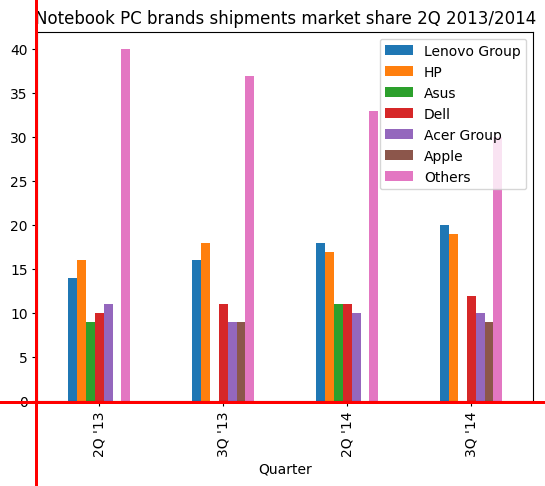 Notebook PC brands shipments market share 2Q 2013/2014
40
35
30
25
20
15
10
5
0
Lenovo Group
HP
Asus
Dell
Acer Group
Apple
Others
2Q '13
3Q '13
2Q '14
3Q '14
Quarter